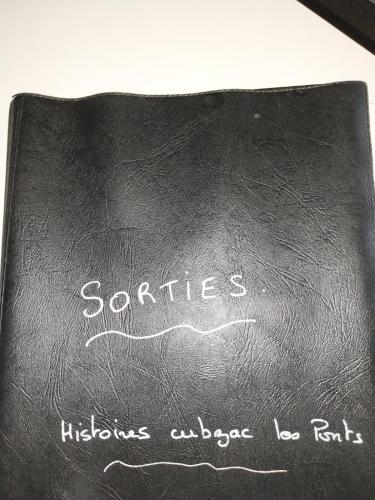 SORTIES.
Histoires cubzac les Ponts